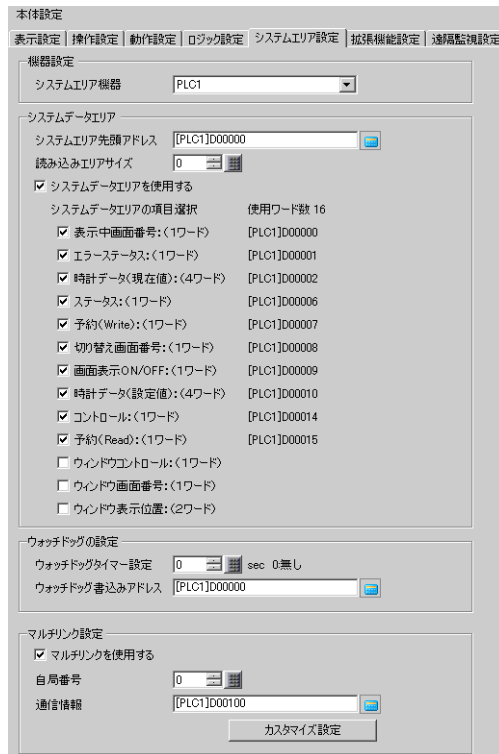 本体設定
表示設定 操作設定 動作設定 ロジック設定 システムエリア設定 拡張機能設定 遠隔監視設定
機器設定
システムエリア機器 PLC1
システムデータエリア
システムエリア先頭アドレス [PLC1]D00000
読み込みエリアサイズ 0
システムデータエリアを使用する
システムデータエリアの項目選択 使用ワード数 16
表示中画面番号:(1ワード) [PLC1]D00000
エラーステータス:(1ワード) [PLC1]D00001
時計データ(現在値):(4ワード) [PLC1]D00002
ステータス:(1ワード) [PLC1]D00006
予約(Write):(1ワード) [PLC1]D00007
切り替え画面番号:(1ワード) [PLC1]D00008
画面表示ON/OFF:(1ワード) [PLC1]D00009
時計データ(設定値):(4ワード) [PLC1]D00010
コントロール:(1ワード) [PLC1]D00014
予約(Read):(1ワード) [PLC1]D00015
ウィンドウコントロール:(1ワード)
ウィンドウ画面番号:(1ワード)
ウィンドウ表示位置:(2ワード)
ウォッチドッグの設定
ウォッチドッグタイマー設定 0 sec 0:無し
ウォッチドッグ書込みアドレス [PLC1]D00000
マルチリンク設定
マルチリンクを使用する
自局番号 0
通信情報 [PLC1]D00100
カスタマイズ設定